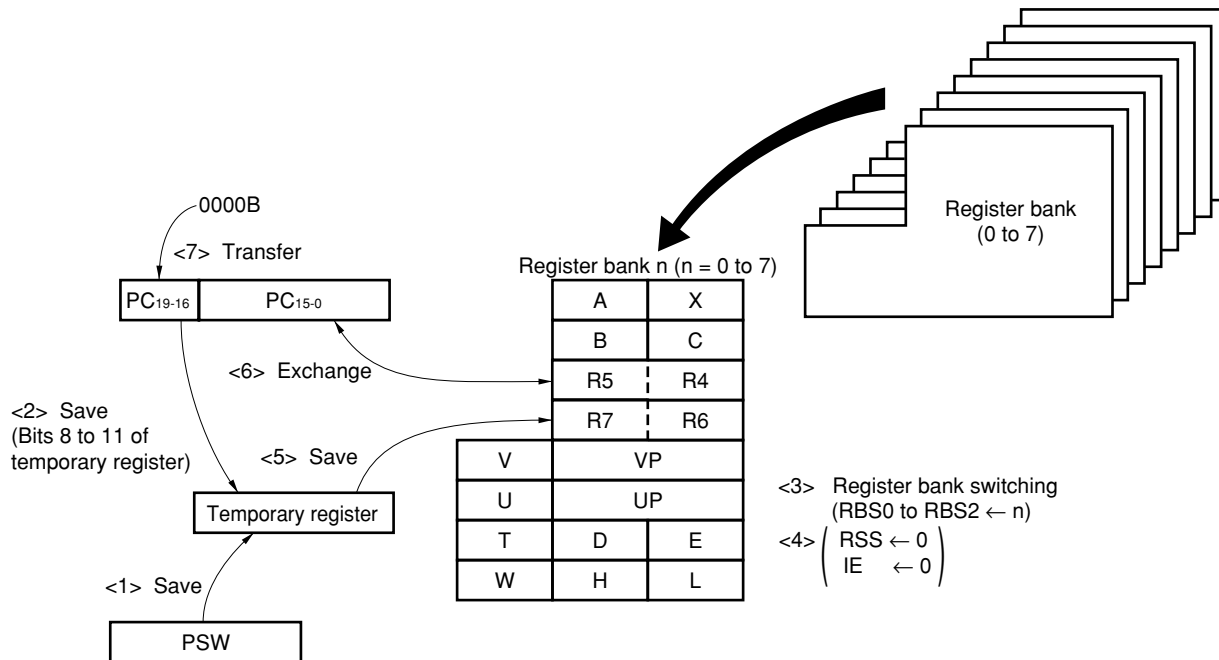 Register bank
(0 to 7)
0000B
<7> Transfer
PC19-16
PC15-0
Register bank n (n = 0 to 7)
A
X
B
C
<6> Exchange
R5
R4
R7
R6
<2> Save
(Bits 8 to 11 of
temporary register)
<5> Save
V
VP
U
UP
T
D
E
W
H
L
Temporary register
<3> Register bank switching
(RBS0 to RBS2 ← n)
<4> ( RSS ← 0
IE ← 0 )
<1> Save
PSW